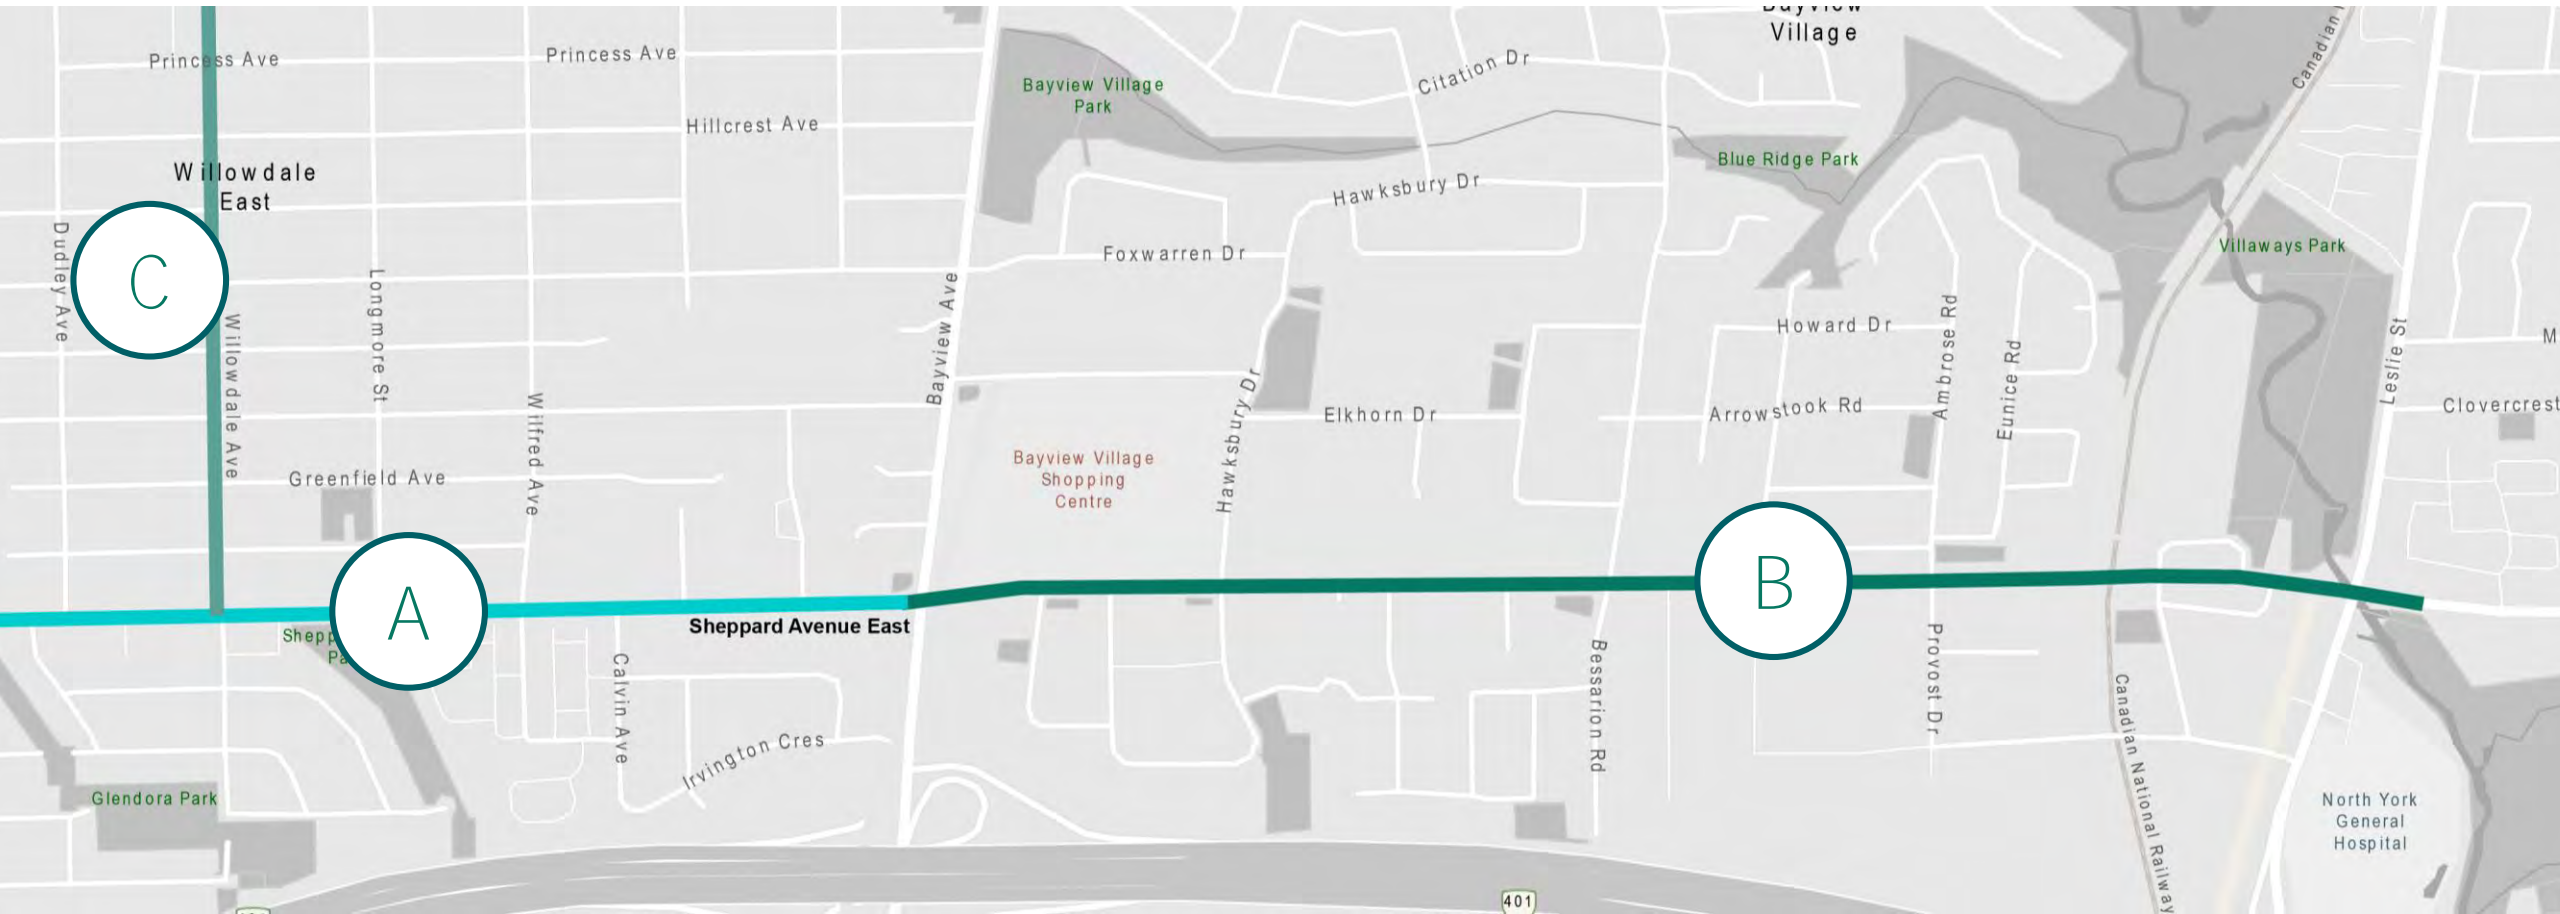 Village
Princess Ave
Princess Ave
Citation Dr
Canadian
Bayview Village
Park
Hillcrest Ave
Blue Ridge Park
Willowdale
East
Hawksbury Dr
Dudley Ave
C
Foxwarren Dr
Villaways Park
Longmore St
Willowdale Ave
Bayview Ave
Howard Dr
Ambrose Rd
Eunice Rd
Leslie St
M
Wilfred Ave
Hawksbury Dr
Elkhorn Dr
Arrowstook Rd
Clovercrest
Greenfield Ave
Bayview Village
Shopping
Centre
A
B
Sheppard Avenue East
Calvin Ave
Bessarion Rd
Provost Dr
Canadian National Railway
Irvington Cres
Glendora Park
North York
General
Hospital
401